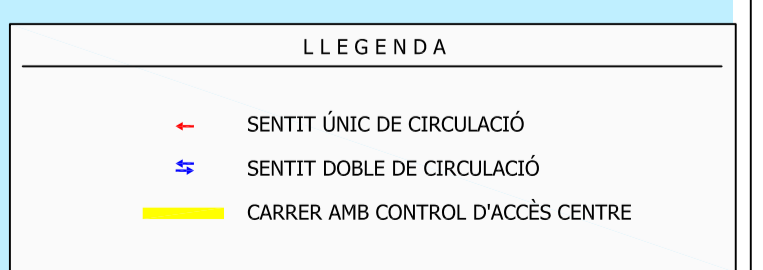 LLEGENDA
SENTIT ÚNIC DE CIRCULACIÓ
SENTIT DOBLE DE CIRCULACIÓ
CARRER AMB CONTROL D'ACCÈS CENTRE